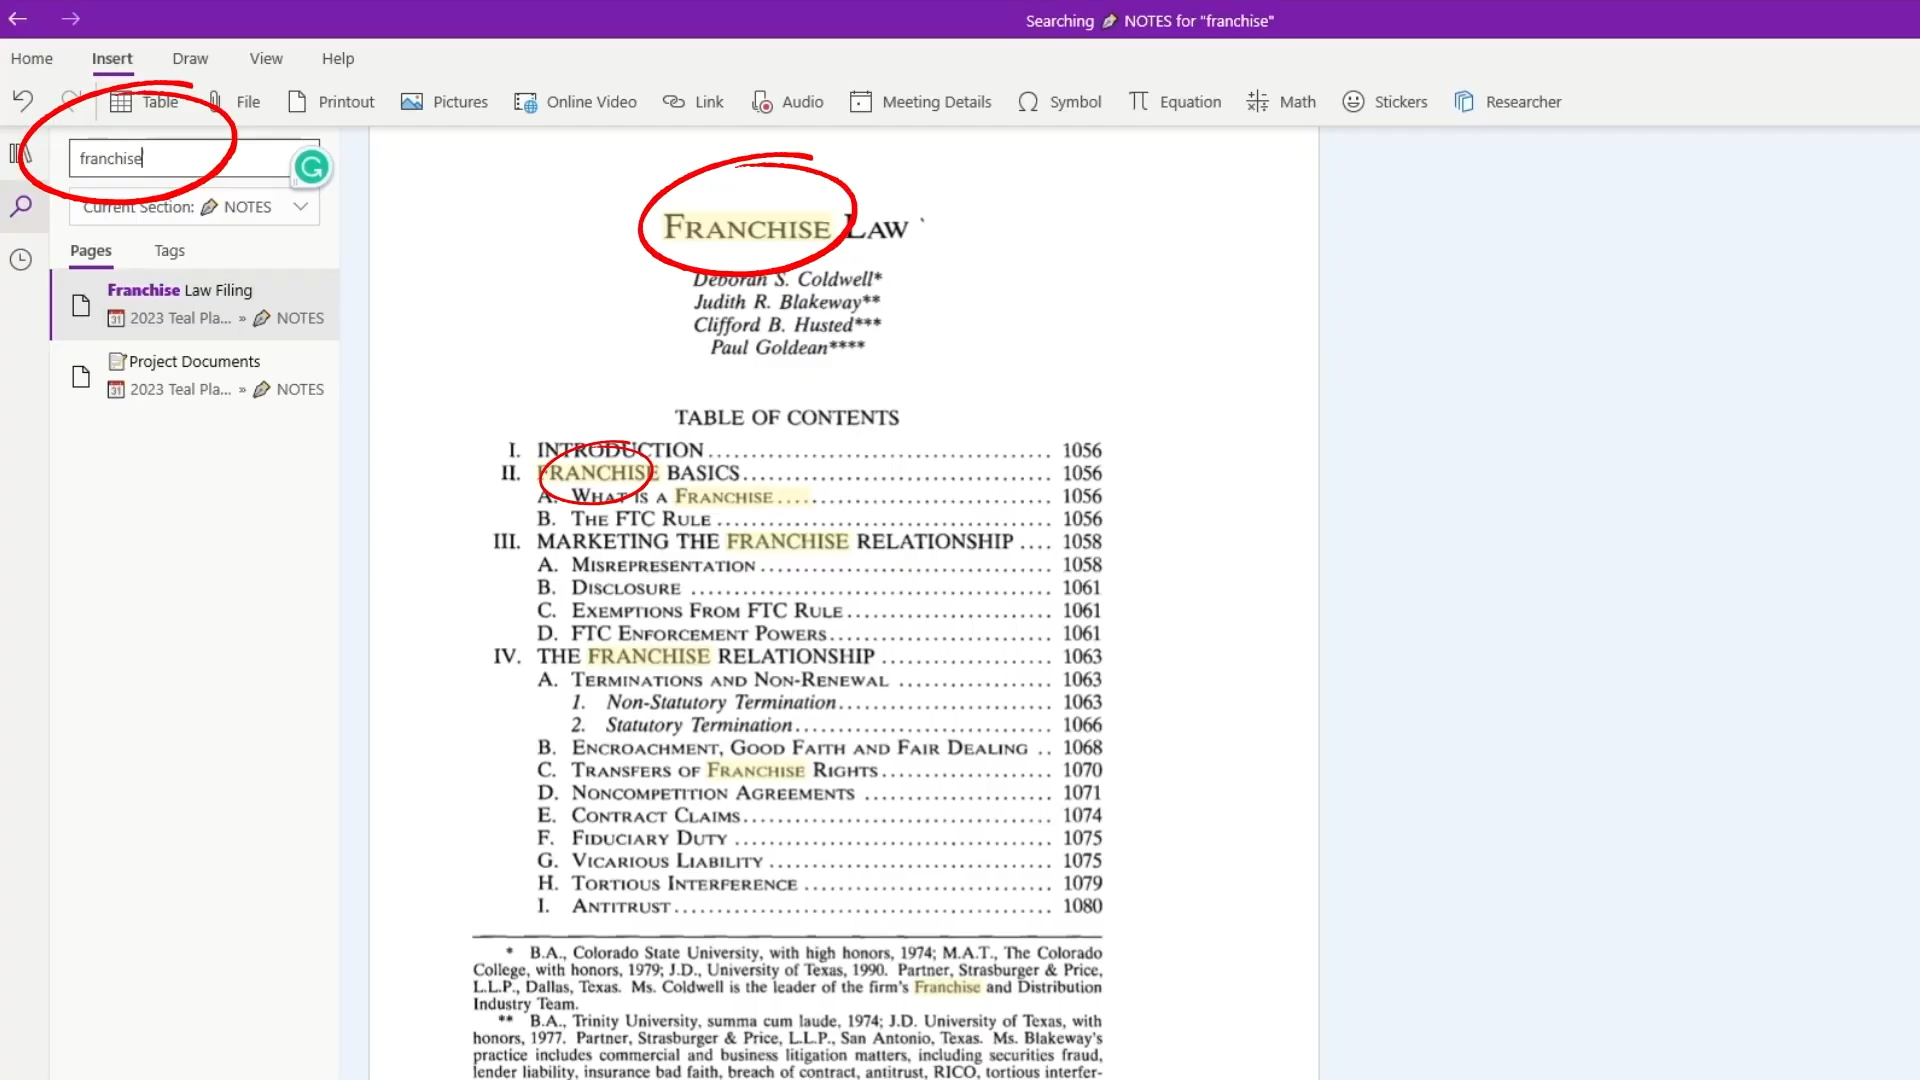 Searching NOTES for "franchise"
Home Insert Draw View Help
Table File Printout Pictures Online Video Link Audio Meeting Details Symbol Equation Math Stickers Researcher
franchise
Current Section: NOTES
Pages Tags
Franchise Law Filing
31 2023 Teal Pla... » NOTES
Project Documents
31 2023 Teal Pla... » NOTES
FRANCHISE LAW
Deborah S. Coldwell*
Judith R. Blakeway**
Clifford B. Husted***
Paul Goldean****
TABLE OF CONTENTS
I. INTRODUCTION .......... 1056
II. FRANCHISE BASICS .......... 1056
A. WHAT IS A FRANCHISE .......... 1056
B. THE FTC RULE .......... 1056
III. MARKETING THE FRANCHISE RELATIONSHIP .... 1058
A. MISREPRESENTATION .......... 1058
B. DISCLOSURE .......... 1061
C. EXEMPTIONS FROM FTC RULE .......... 1061
D. FTC ENFORCEMENT POWERS .......... 1061
IV. THE FRANCHISE RELATIONSHIP .......... 1063
A. TERMINATIONS AND NON-RENEWAL .......... 1063
1. Non-Statutory Termination .......... 1063
2. Statutory Termination .......... 1066
B. ENCROACHMENT, GOOD FAITH AND FAIR DEALING .. 1068
C. TRANSFERS OF FRANCHISE RIGHTS .......... 1070
D. NONCOMPETITION AGREEMENTS .......... 1071
E. CONTRACT CLAIMS .......... 1074
F. FIDUCIARY DUTY .......... 1075
G. VICARIOUS LIABILITY .......... 1075
H. TORTIOUS INTERFERENCE .......... 1079
I. ANTITRUST .......... 1080
* B.A., Colorado State University, with high honors, 1974; M.A.T., The Colorado
College, with honors, 1979; J.D., University of Texas, 1990. Partner, Strasburger & Price,
L.L.P., Dallas, Texas. Ms. Coldwell is the leader of the firm's Franchise and Distribution
Industry Team.
** B.A., Trinity University, summa cum laude, 1974; J.D. University of Texas, with
honors, 1977. Partner, Strasburger & Price, L.L.P., San Antonio, Texas. Ms. Blakeway's
practice includes commercial and business litigation matters, including securities fraud,
lender liability, insurance bad faith, breach of contract, antitrust, RICO, tortious interfer-